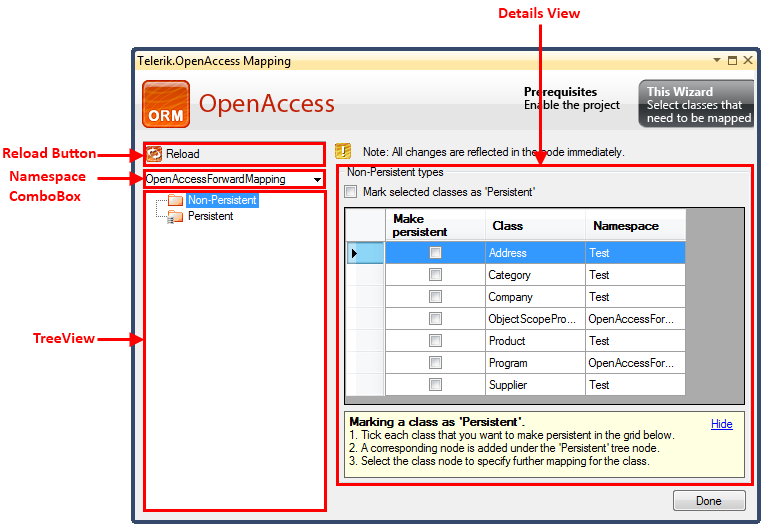 Details View
Telerik.OpenAccess Mapping
ORM
OpenAccess
Prerequisites
Enable the project
This Wizard
Select classes that
need to be mapped
Reload Button
Reload
Note: All changes are reflected in the code immediately.
Namespace
ComboBox
OpenAccessForwardMapping
Non-Persistent
Persistent
TreeView
Non-Persistent types
Mark selected classes as 'Persistent'
Make persistent Class Namespace
Address Test
Category Test
Company Test
ObjectScopePro... OpenAccessFor...
Product Test
Program OpenAccessFor...
Supplier Test
Marking a class as 'Persistent'. Hide
1. Tick each class that you want to make persistent in the grid below.
2. A corresponding node is added under the 'Persistent' tree node.
3. Select the class node to specify further mapping for the class.
Done